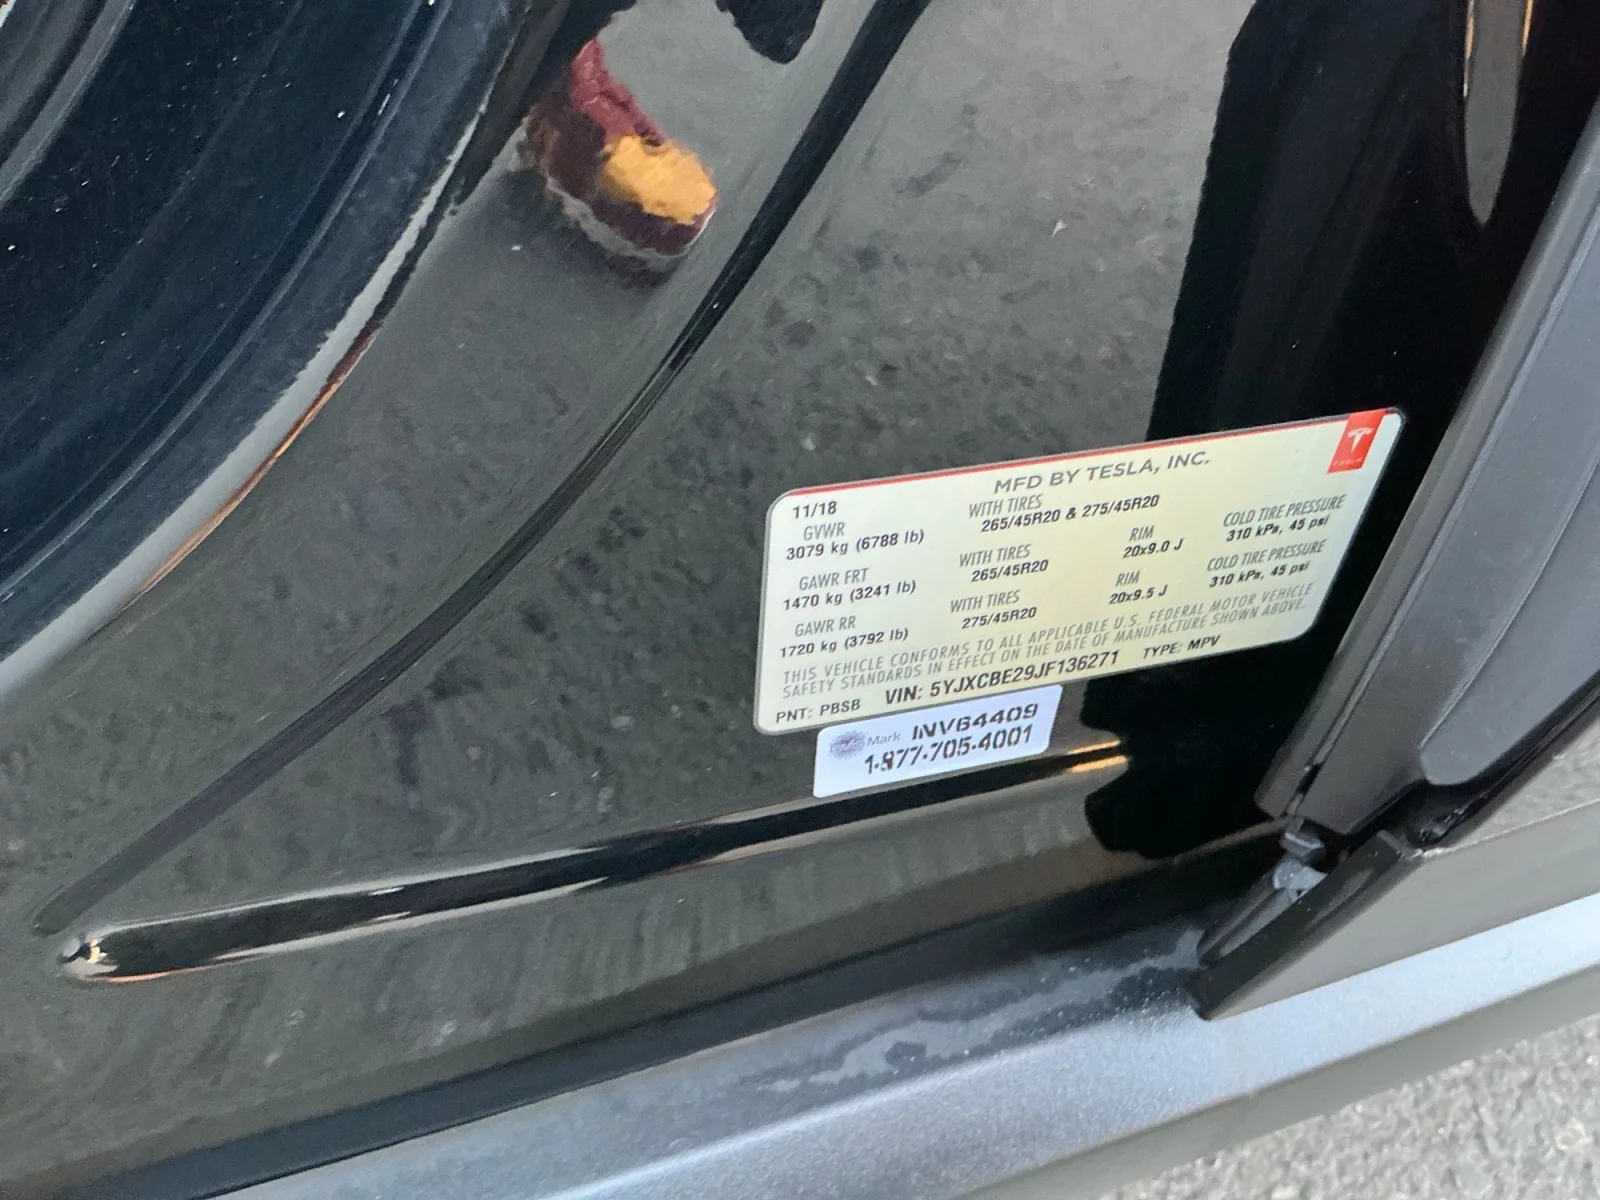 MFD BY TESLA, INC.
TESLA
11/18
GVWR
3079 kg (6788 lb)
WITH TIRES
265/45R20 & 275/45R20
GAWR FRT
1470 kg (3241 lb)
WITH TIRES
265/45R20
RIM
20x9.0 J
COLD TIRE PRESSURE
310 kPa, 45 psi
GAWR RR
1720 kg (3792 lb)
WITH TIRES
275/45R20
RIM
20x9.5 J
COLD TIRE PRESSURE
310 kPa, 45 psi
THIS VEHICLE CONFORMS TO ALL APPLICABLE U.S. FEDERAL MOTOR VEHICLE
SAFETY STANDARDS IN EFFECT ON THE DATE OF MANUFACTURE SHOWN ABOVE.
PNT: PBSB VIN: 5YJXCBE29JF136271 TYPE: MPV
Mark INV64409
1-877-705-4001